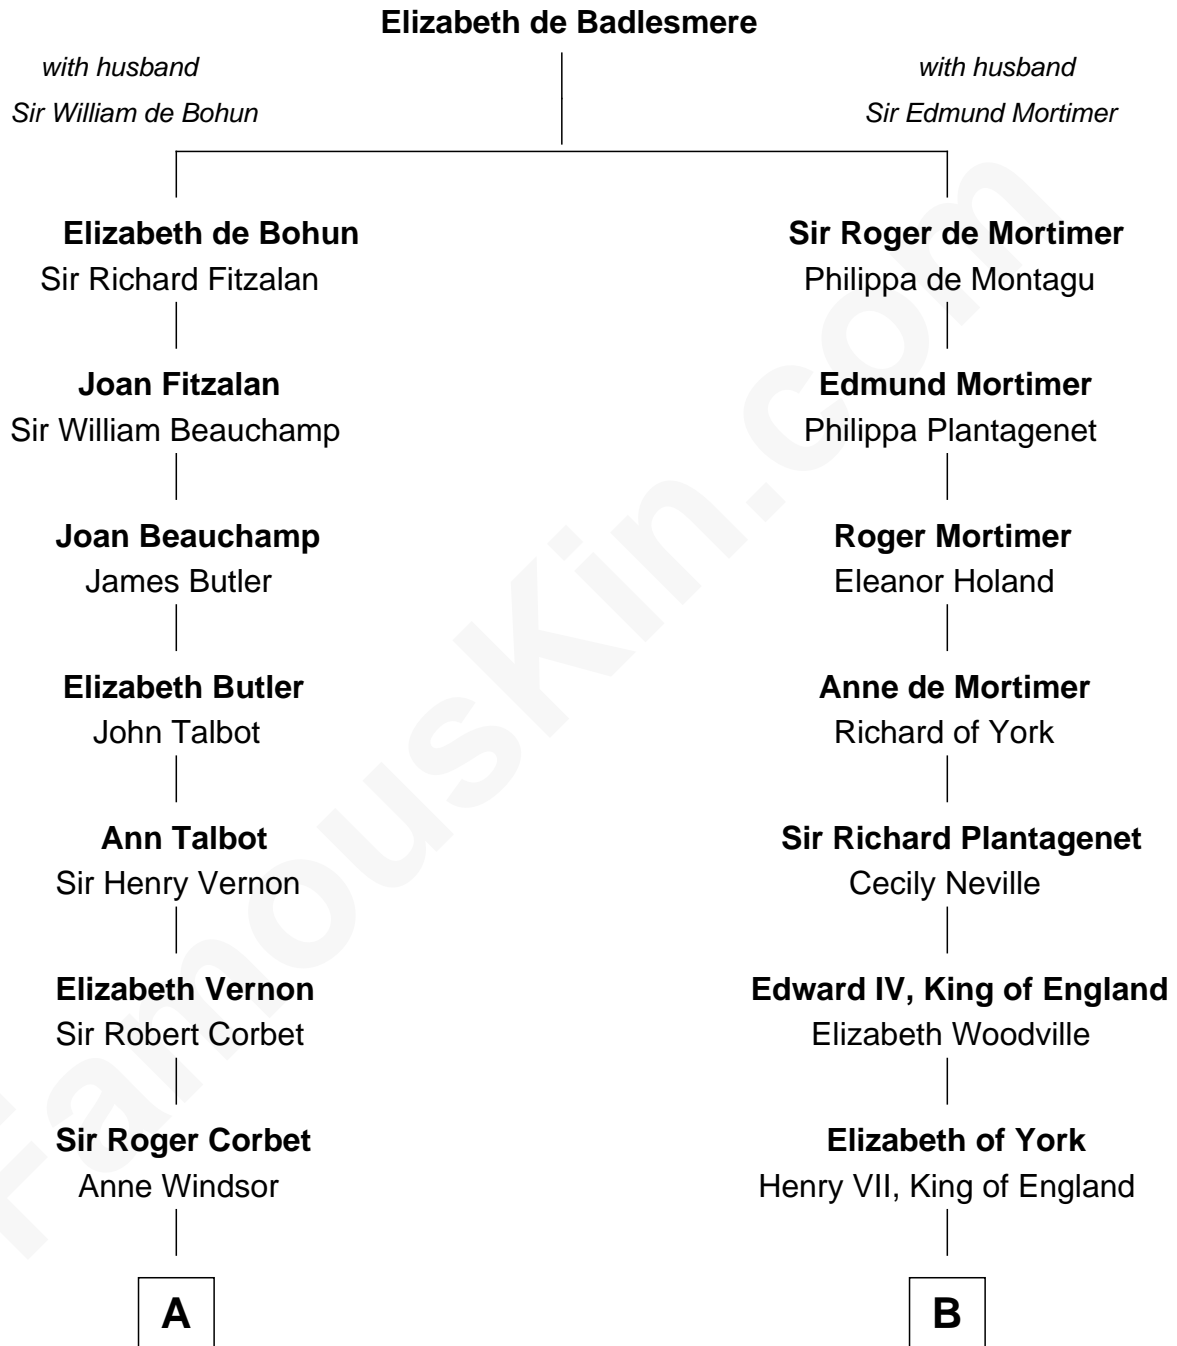 Elizabeth de Badlesmere
with husband
Sir William de Bohun
with husband
Sir Edmund Mortimer
Elizabeth de Bohun
Sir Richard Fitzalan
Sir Roger de Mortimer
Philippa de Montagu
Joan Fitzalan
Sir William Beauchamp
Edmund Mortimer
Philippa Plantagenet
Joan Beauchamp
James Butler
Roger Mortimer
Eleanor Holand
Elizabeth Butler
John Talbot
Anne de Mortimer
Richard of York
Ann Talbot
Sir Henry Vernon
Sir Richard Plantagenet
Cecily Neville
Elizabeth Vernon
Sir Robert Corbet
Edward IV, King of England
Elizabeth Woodville
Sir Roger Corbet
Anne Windsor
Elizabeth of York
Henry VII, King of England
A
B
FamousKin.com